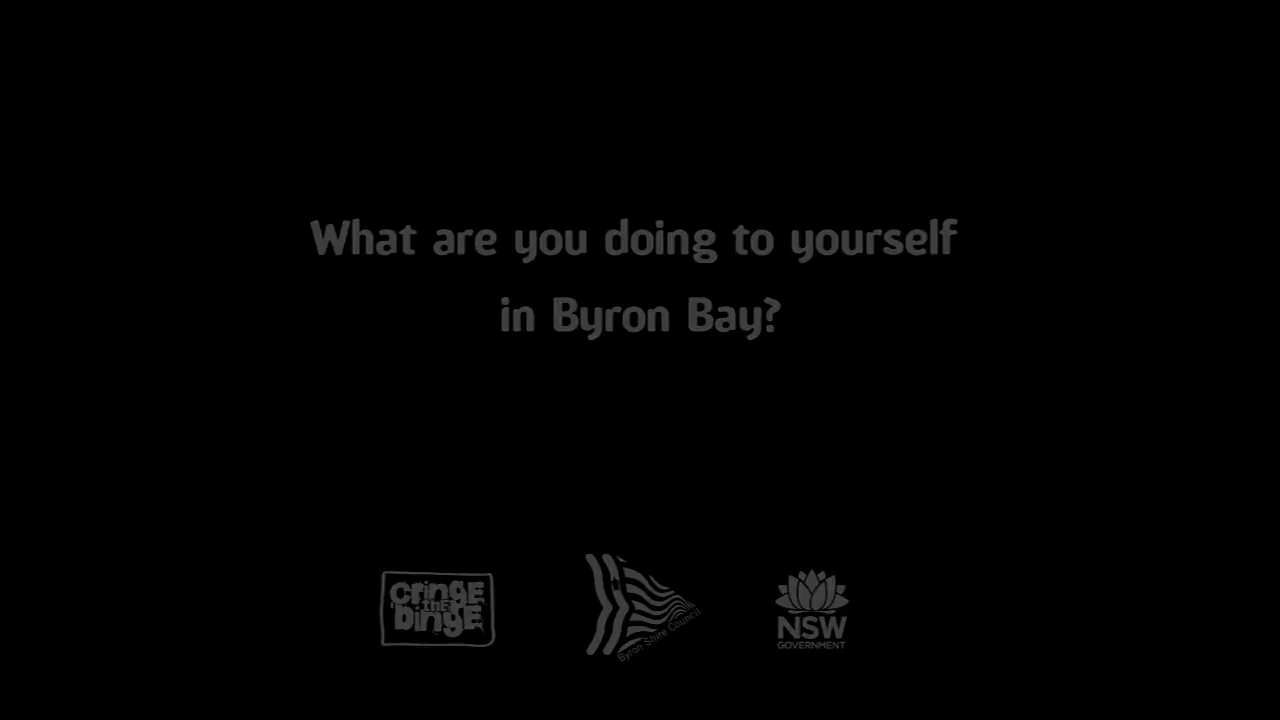 What are you doing to yourself
in Byron Bay?
cringE
thE
bingE
Byron Shire Council
NSW
GOVERNMENT